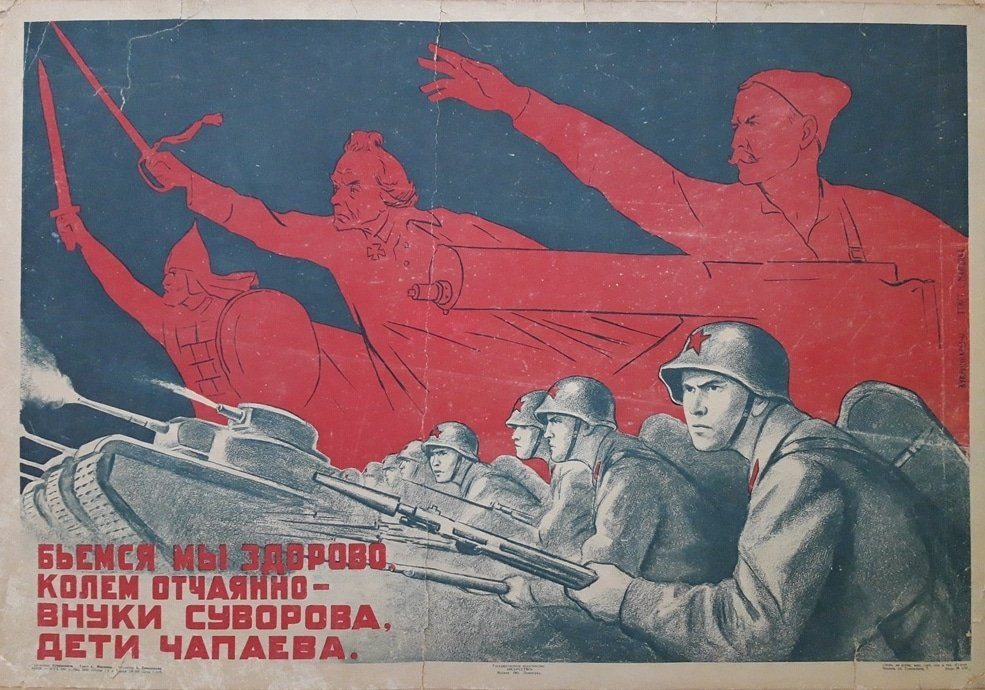 БЬЕМСЯ МЫ ЗДОРОВО,
КОЛЕМ ОТЧАЯННО—
ВНУКИ СУВОРОВА,
ДЕТИ ЧАПАЕВА.